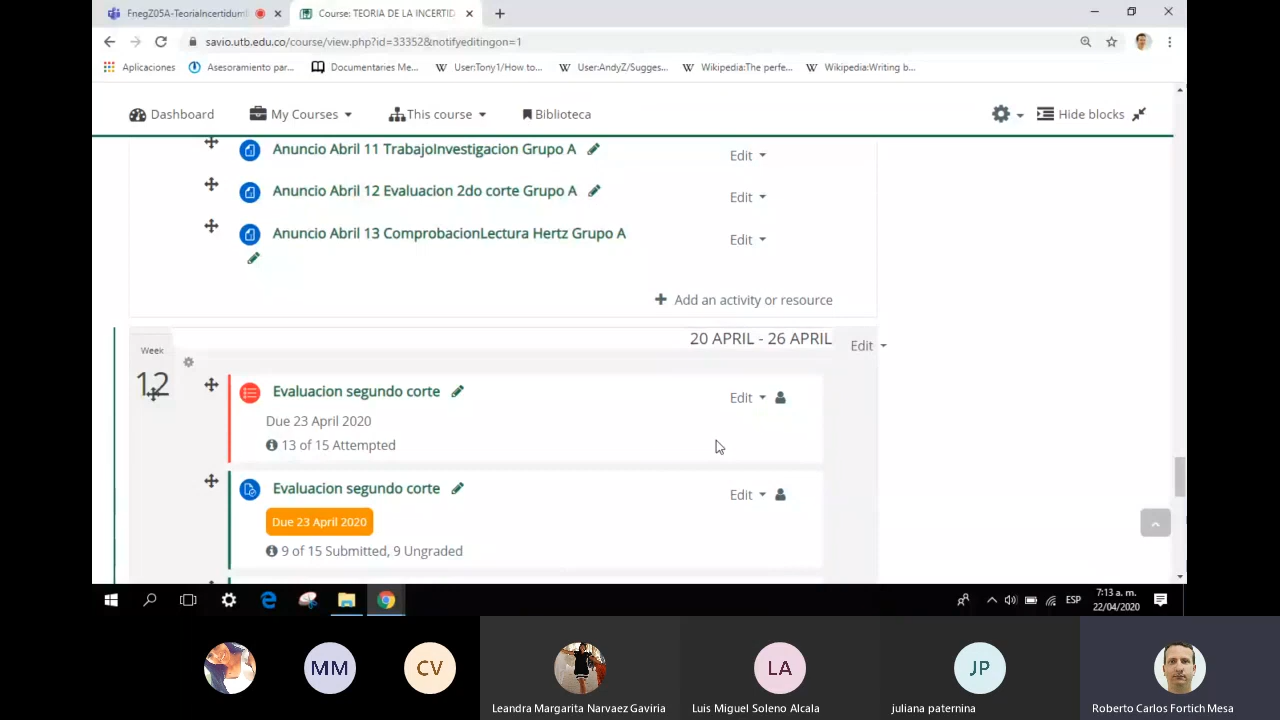 FnegZ05A-TeoriaIncertidum
Course: TEORIA DE LA INCERTID
savio.utb.edu.co/course/view.php?id=33352&notifyeditingon=1
Aplicaciones
Asesoramiento par...
Documentaries Me...
User:Tony1/How to...
User:AndyZ/Sugges...
Wikipedia:The perfe...
Wikipedia:Writing b...
Dashboard
My Courses
This course
Biblioteca
Hide blocks
Anuncio Abril 11 TrabajoInvestigacion Grupo A
Edit
Anuncio Abril 12 Evaluacion 2do corte Grupo A
Edit
Anuncio Abril 13 ComprobacionLectura Hertz Grupo A
Edit
Add an activity or resource
20 APRIL - 26 APRIL
Edit
Week
12
Evaluacion segundo corte
Edit
Due 23 April 2020
13 of 15 Attempted
Evaluacion segundo corte
Edit
Due 23 April 2020
9 of 15 Submitted, 9 Ungraded
ESP
7:13 a. m.
22/04/2020
MM
CV
LA
JP
Leandra Margarita Narvaez Gaviria
Luis Miguel Soleno Alcala
juliana paternina
Roberto Carlos Fortich Mesa